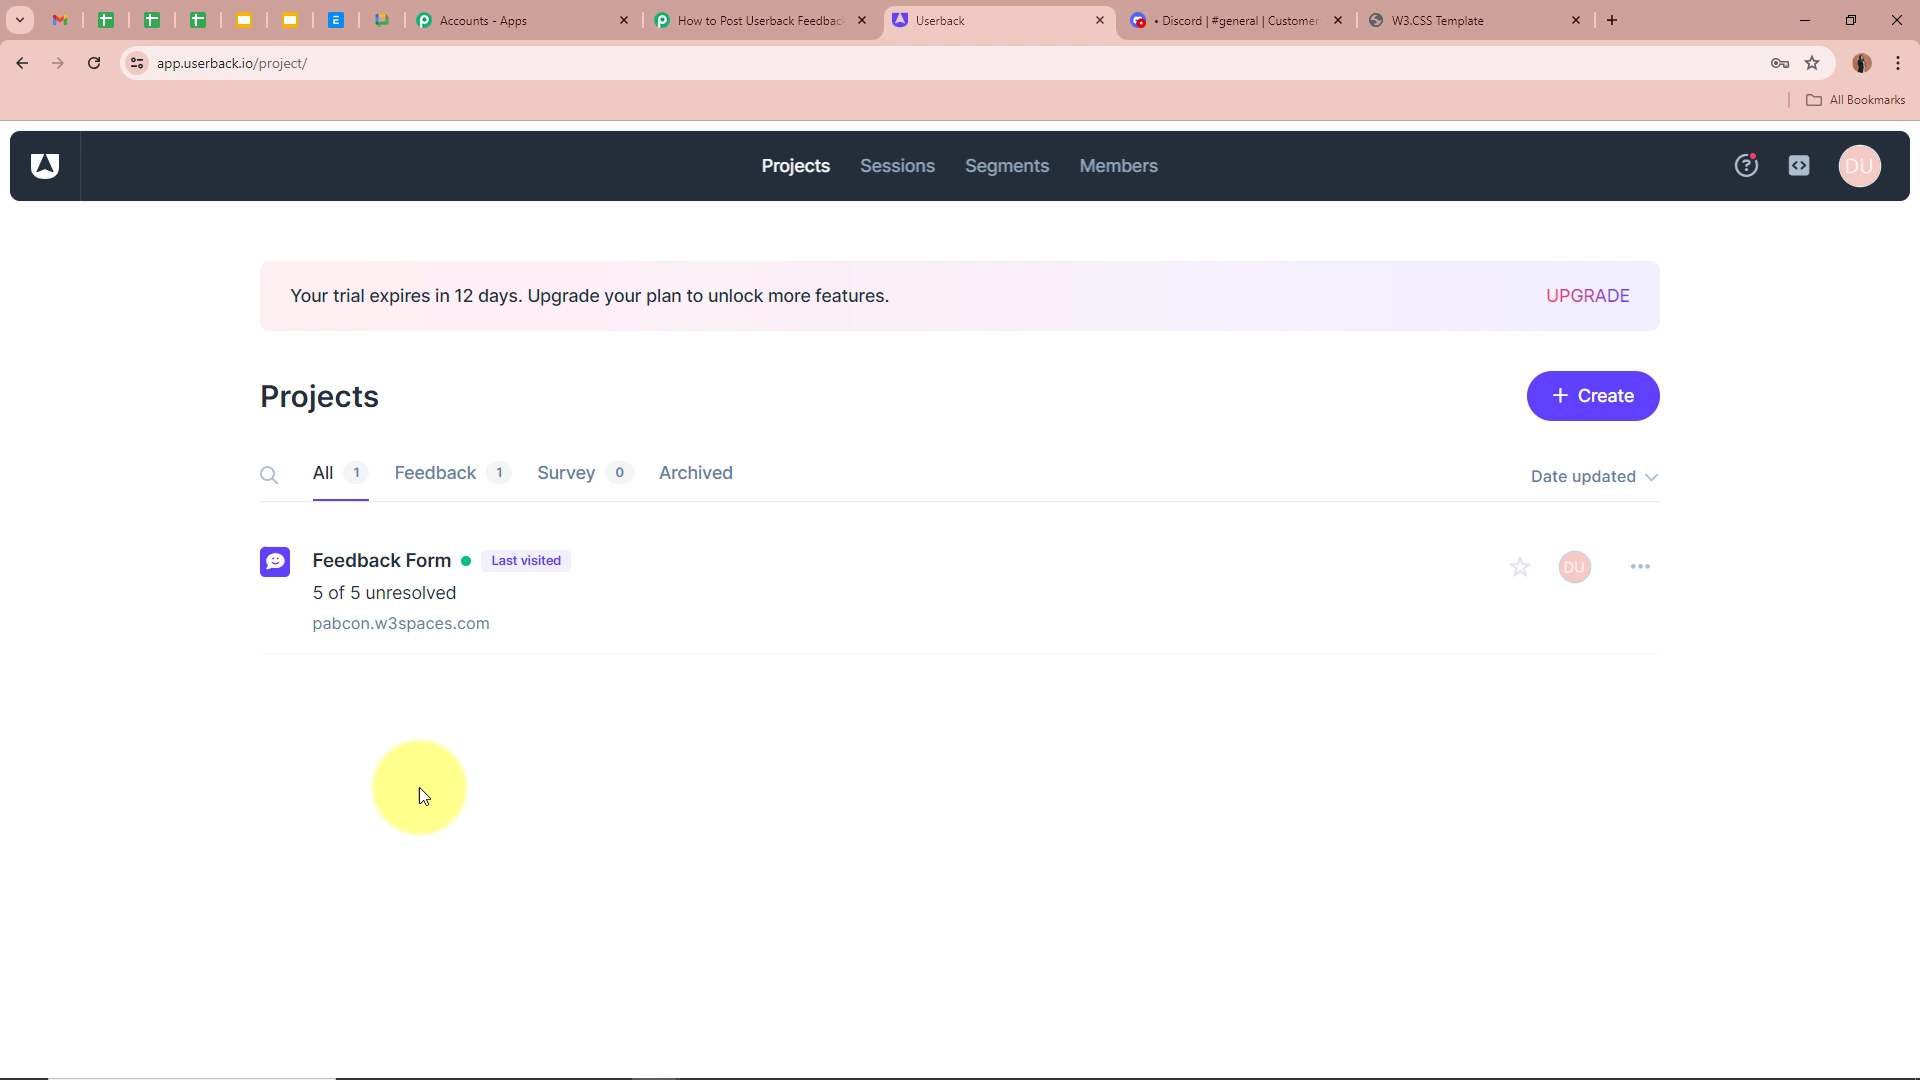 Accounts - Apps
How to Post Userback Feedbac
Userback
• Discord | #general | Customer
W3.CSS Template
app.userback.io/project/
All Bookmarks
Projects Sessions Segments Members
DU
Your trial expires in 12 days. Upgrade your plan to unlock more features.
UPGRADE
Projects
+ Create
All 1 Feedback 1 Survey 0 Archived
Date updated
Feedback Form
Last visited
DU
5 of 5 unresolved
pabcon.w3spaces.com